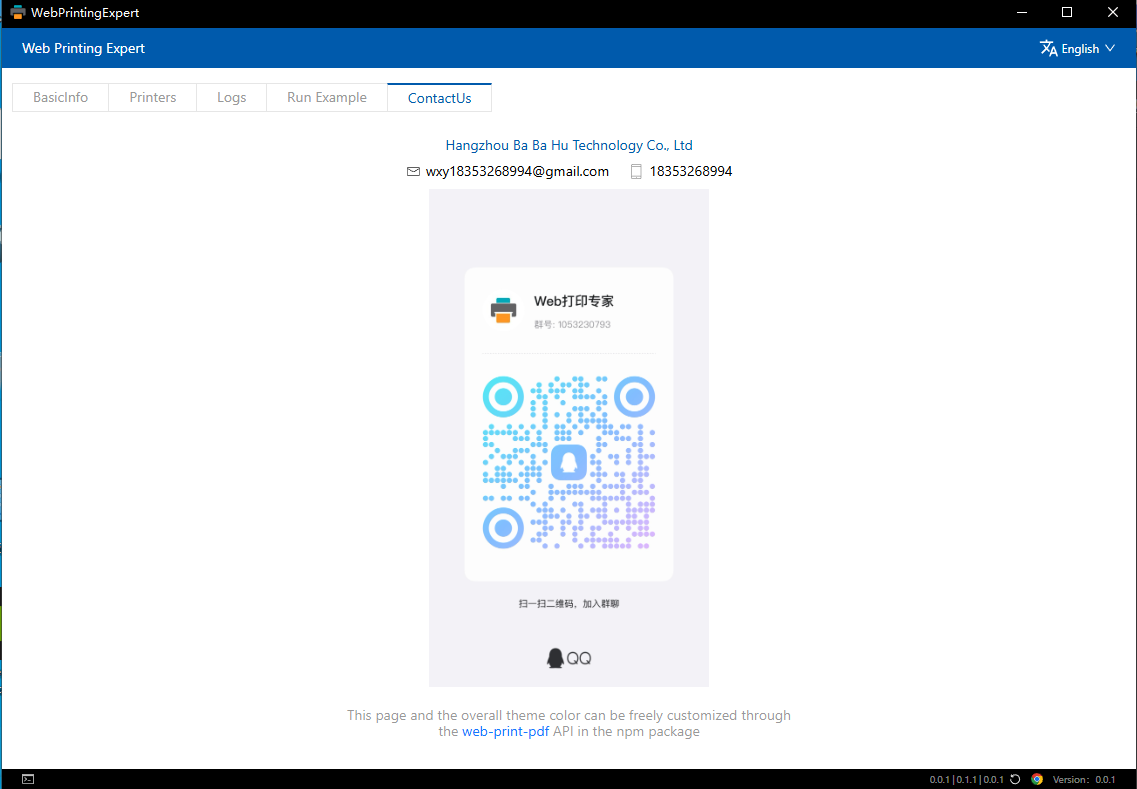 WebPrintingExpert
Web Printing Expert
English
BasicInfo
Printers
Logs
Run Example
ContactUs
Hangzhou Ba Ba Hu Technology Co., Ltd
wxy18353268994@gmail.com
18353268994
Web打印专家
群号: 1053230793
扫一扫二维码，加入群聊
QQ
This page and the overall theme color can be freely customized through
the web-print-pdf API in the npm package
0.0.1|0.1.1|0.0.1
Version: 0.0.1